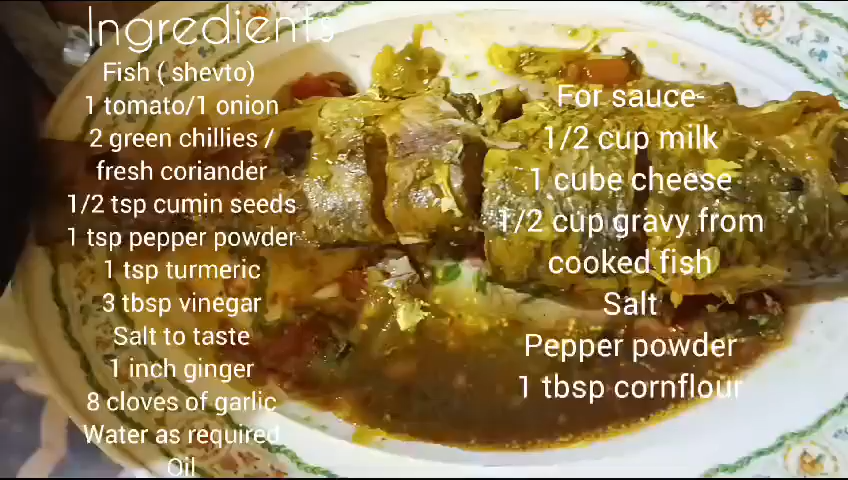 Ingredients
Fish ( shevto)
1 tomato/1 onion
2 green chillies /
fresh coriander
1/2 tsp cumin seeds
1 tsp pepper powder
1 tsp turmeric
3 tbsp vinegar
Salt to taste
1 inch ginger
8 cloves of garlic
Water as required
Oil
For sauce-
1/2 cup milk
1 cube cheese
1/2 cup gravy from
cooked fish
Salt
Pepper powder
1 tbsp cornflour